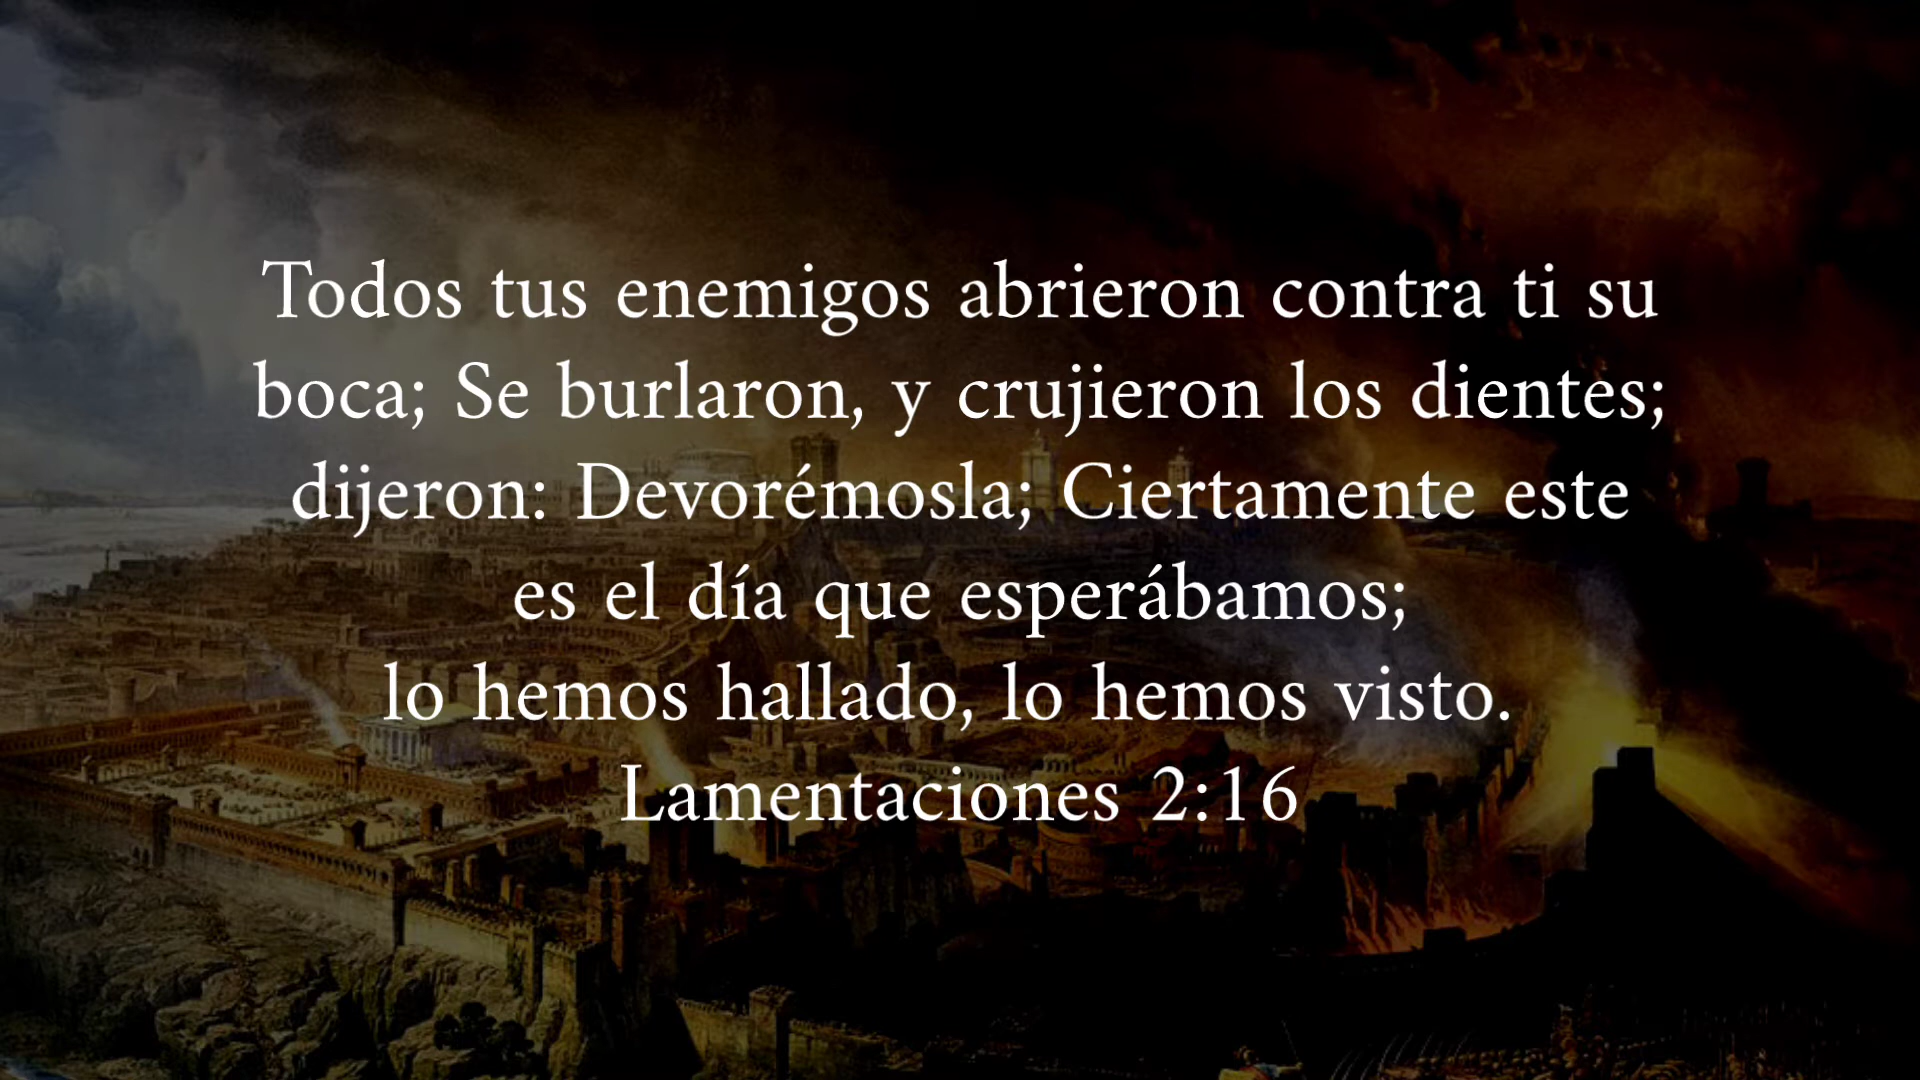 Todos tus enemigos abrieron contra ti su
boca; Se burlaron, y crujieron los dientes;
dijeron: Devorémosla; Ciertamente este
es el día que esperábamos;
lo hemos hallado, lo hemos visto.
Lamentaciones 2:16